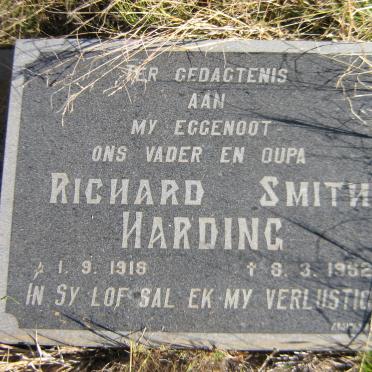 TER GEDAGTENIS
AAN
MY EGGENOOT
ONS VADER EN OUPA
RICHARD SMITH
HARDING
1. 9. 1918 † 8. 3. 1982
IN SY LOF SAL EK MY VERLUSTIG